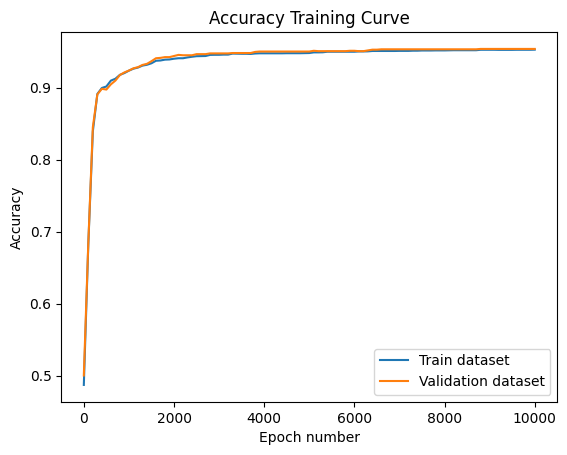 Accuracy Training Curve
Accuracy
0.9
0.8
0.7
0.6
0.5
Train dataset
Validation dataset
0 2000 4000 6000 8000 10000
Epoch number